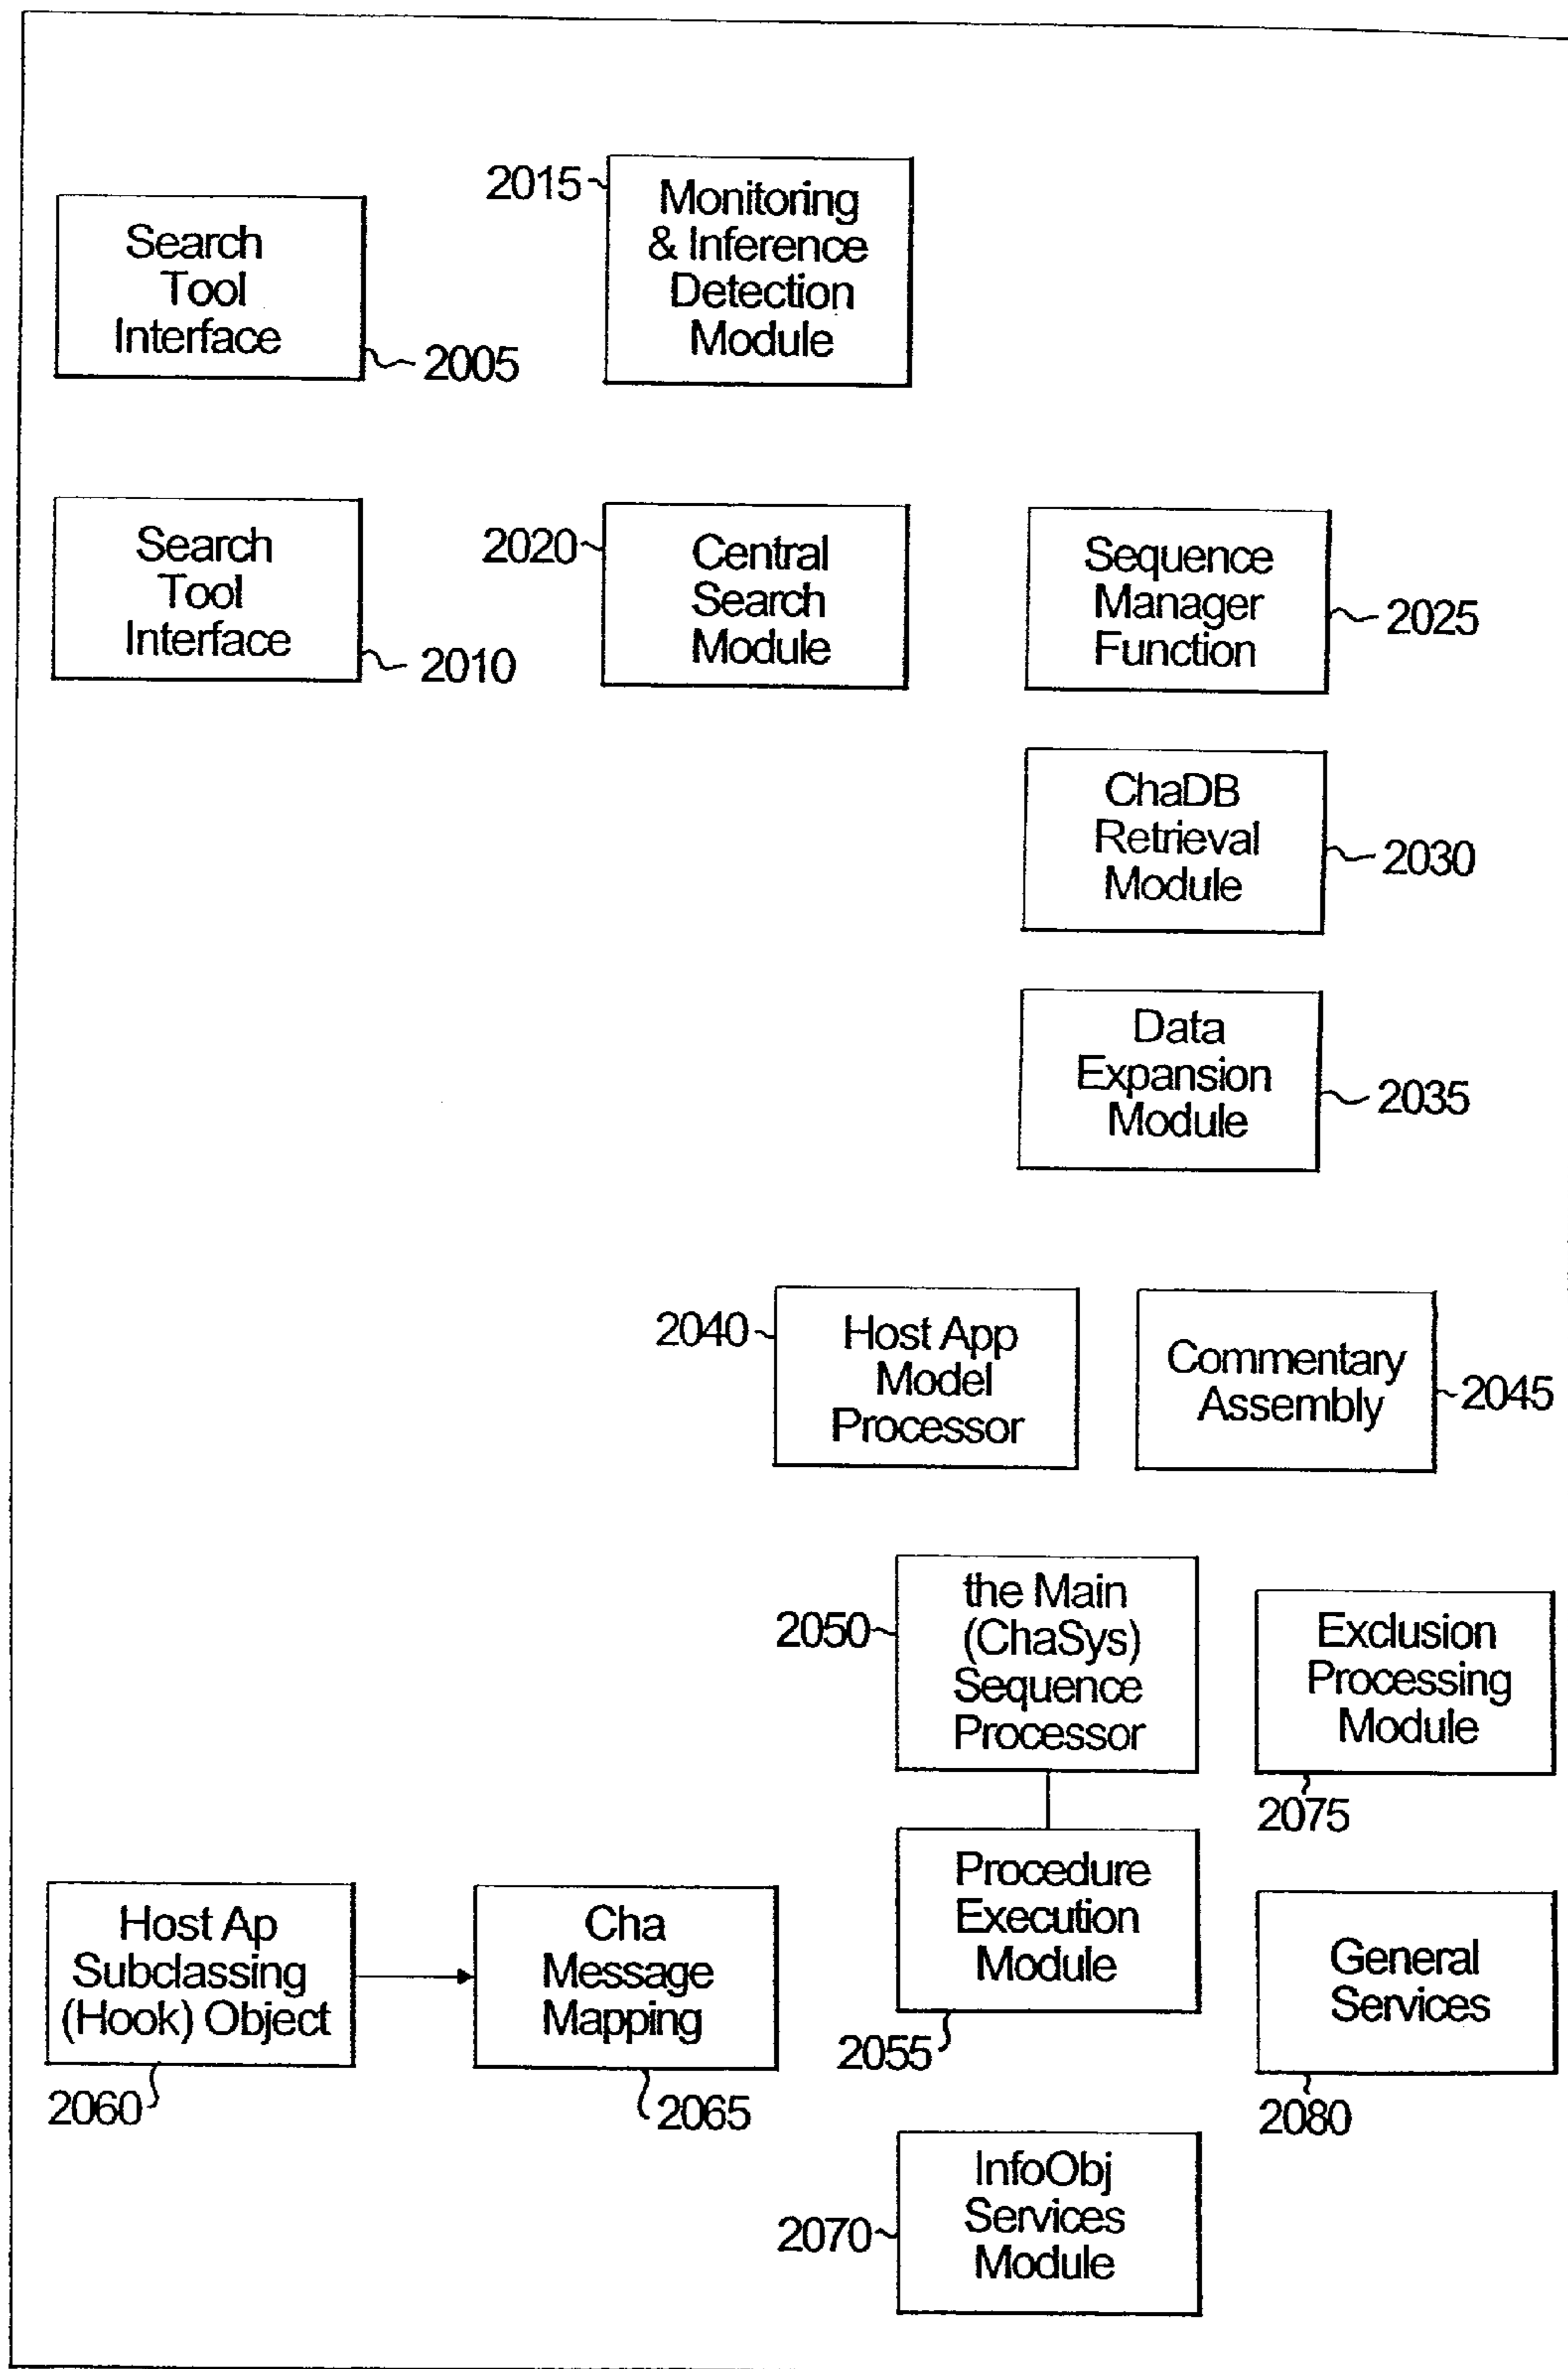 Search
Tool
Interface
2005
2015
Monitoring
& Inference
Detection
Module
Search
Tool
Interface
2010
2020
Central
Search
Module
Sequence
Manager
Function
2025
ChaDB
Retrieval
Module
2030
Data
Expansion
Module
2035
2040
Host App
Model
Processor
Commentary
Assembly
2045
2050
the Main
(ChaSys)
Sequence
Processor
Exclusion
Processing
Module
2075
Host Ap
Subclassing
(Hook) Object
2060
Cha
Message
Mapping
2065
Procedure
Execution
Module
2055
General
Services
2080
2070
InfoObj
Services
Module